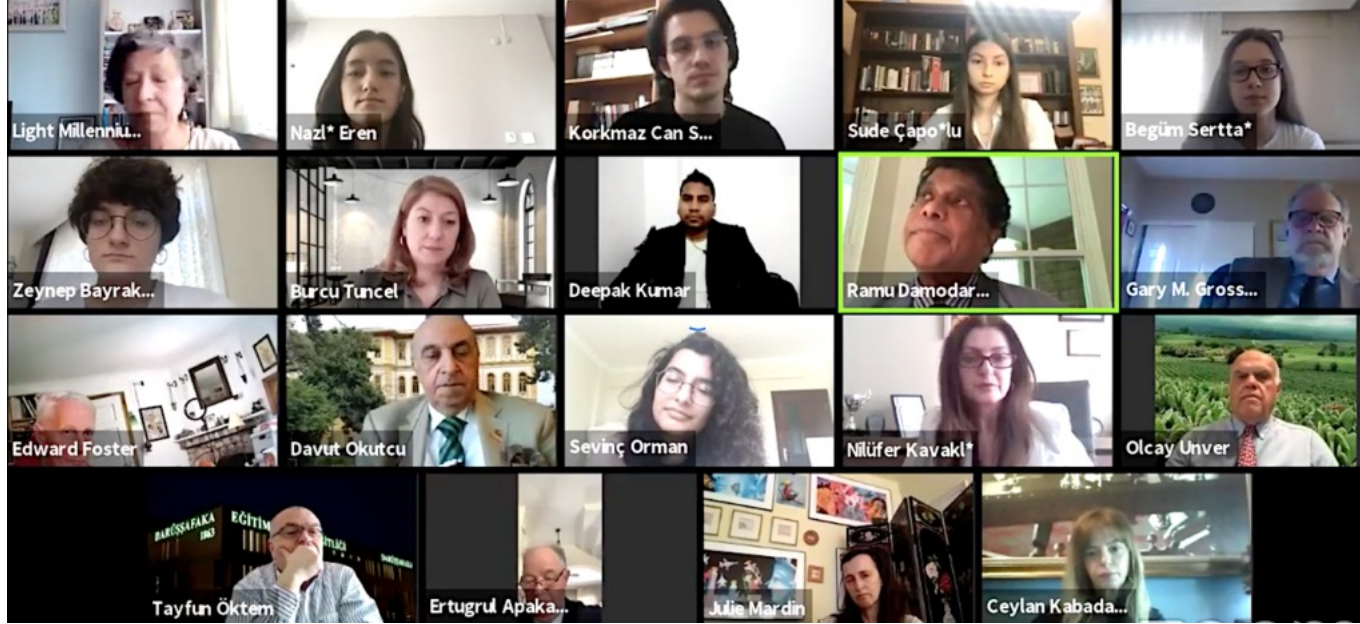 Light Millenniu...
Nazl* Eren
Korkmaz Can S...
Sude Çapo*lu
Begüm Sertta*
Zeynep Bayrak...
Burcu Tuncel
Deepak Kumar
Ramu Damodar...
Gary M. Gross...
Edward Foster
Davut Okutcu
Sevinç Orman
Nilüfer Kavakl*
Olcay Unver
DARÜŞŞAFAKA
1863
EĞİTİM
Tayfun Öktem
Ertugrul Apaka...
Julie Mardin
Ceylan Kabada...